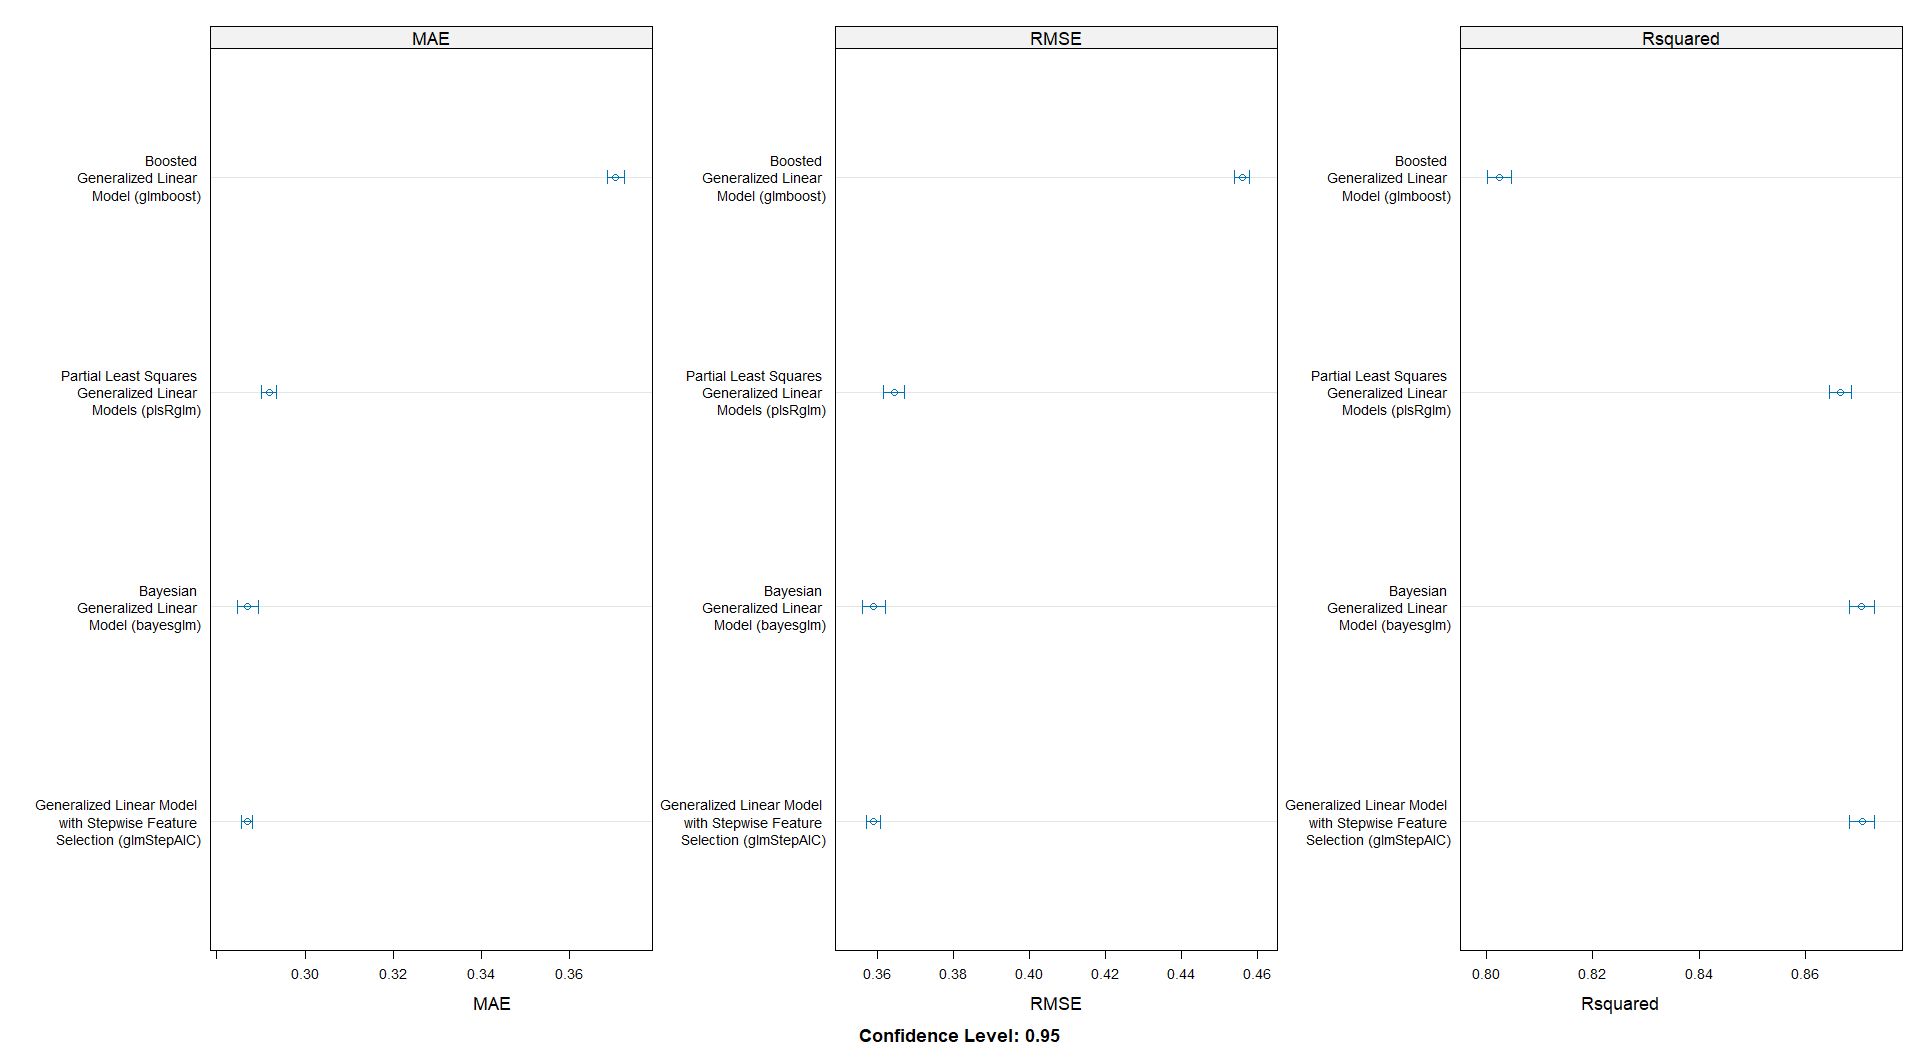 MAE
RMSE
Rsquared
Boosted
Generalized Linear
Model (glmboost)
Boosted
Generalized Linear
Model (glmboost)
Boosted
Generalized Linear
Model (glmboost)
Partial Least Squares
Generalized Linear
Models (plsRglm)
Partial Least Squares
Generalized Linear
Models (plsRglm)
Partial Least Squares
Generalized Linear
Models (plsRglm)
Bayesian
Generalized Linear
Model (bayesglm)
Bayesian
Generalized Linear
Model (bayesglm)
Bayesian
Generalized Linear
Model (bayesglm)
Generalized Linear Model
with Stepwise Feature
Selection (glmStepAIC)
Generalized Linear Model
with Stepwise Feature
Selection (glmStepAIC)
Generalized Linear Model
with Stepwise Feature
Selection (glmStepAIC)
0.30 0.32 0.34 0.36
0.36 0.38 0.40 0.42 0.44 0.46
0.80 0.82 0.84 0.86
MAE
RMSE
Rsquared
Confidence Level: 0.95